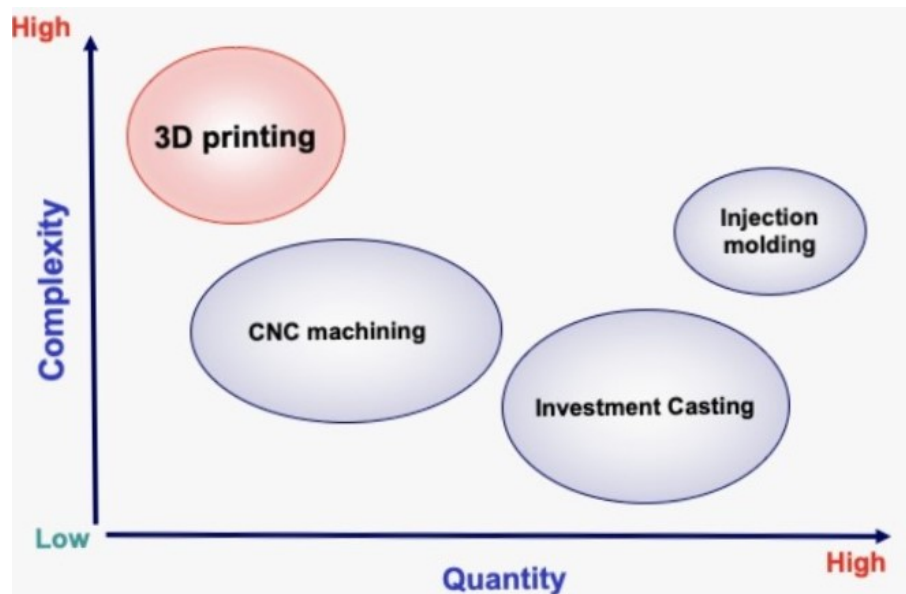 High
3D printing
Injection
molding
Complexity
CNC machining
Investment Casting
Low
High
Quantity